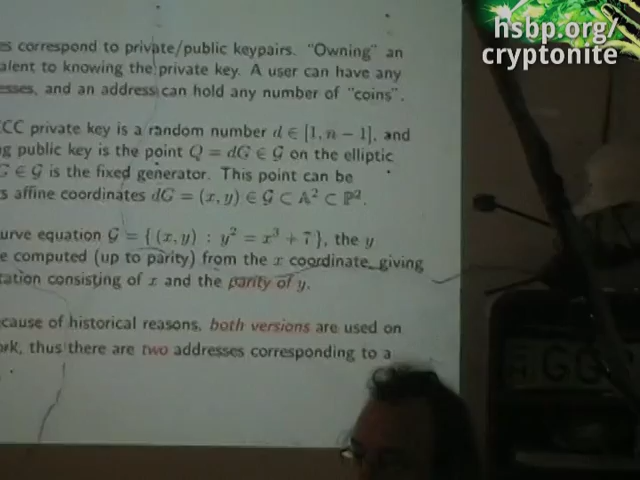 hsbp.org/
cryptonite
es correspond to private/public keypairs. "Owning" an
alent to knowing the private key. A user can have any
esses, and an address can hold any number of "coins".
CC private key is a random number d ∈ [1, n − 1], and
g public key is the point Q = dG ∈ 𝒢 on the elliptic
G ∈ 𝒢 is the fixed generator. This point can be
s affine coordinates dG = (x, y) ∈ 𝒢 ⊂ 𝔸² ⊂ ℙ².
urve equation 𝒢 = { (x, y) : y² = x³ + 7 }, the y
e computed (up to parity) from the x coordinate, giving
tation consisting of x and the parity of y.
cause of historical reasons, both versions are used on
ork, thus there are two addresses corresponding to a